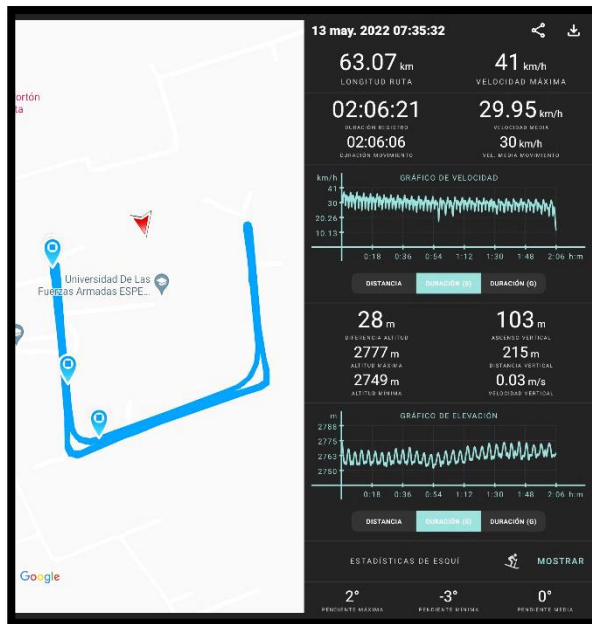 ortón
ta
Universidad De Las
Fuerzas Armadas ESPE...
Google
13 may. 2022 07:35:32
63.07 km
LONGITUD RUTA
41 km/h
VELOCIDAD MÁXIMA
02:06:21
DURACIÓN REGISTRO
29.95 km/h
VELOCIDAD MEDIA
02:06:06
DURACIÓN MOVIMIENTO
30 km/h
VEL. MEDIA MOVIMIENTO
km/h
GRÁFICO DE VELOCIDAD
41
30
20.26
10.13
0:18 0:36 0:54 1:12 1:30 1:48 2:06 h:m
DISTANCIA
DURACIÓN (S)
DURACIÓN (G)
28 m
DIFERENCIA ALTITUD
103 m
ASCENSO VERTICAL
2777 m
ALTITUD MÁXIMA
215 m
DISTANCIA VERTICAL
2749 m
ALTITUD MÍNIMA
0.03 m/s
VELOCIDAD VERTICAL
m
GRÁFICO DE ELEVACIÓN
2788
2775
2763
2750
0:18 0:36 0:54 1:12 1:30 1:48 2:06 h:m
DISTANCIA
DURACIÓN (S)
DURACIÓN (G)
ESTADÍSTICAS DE ESQUÍ
MOSTRAR
2°
PENDIENTE MÁXIMA
-3°
PENDIENTE MÍNIMA
0°
PENDIENTE MEDIA